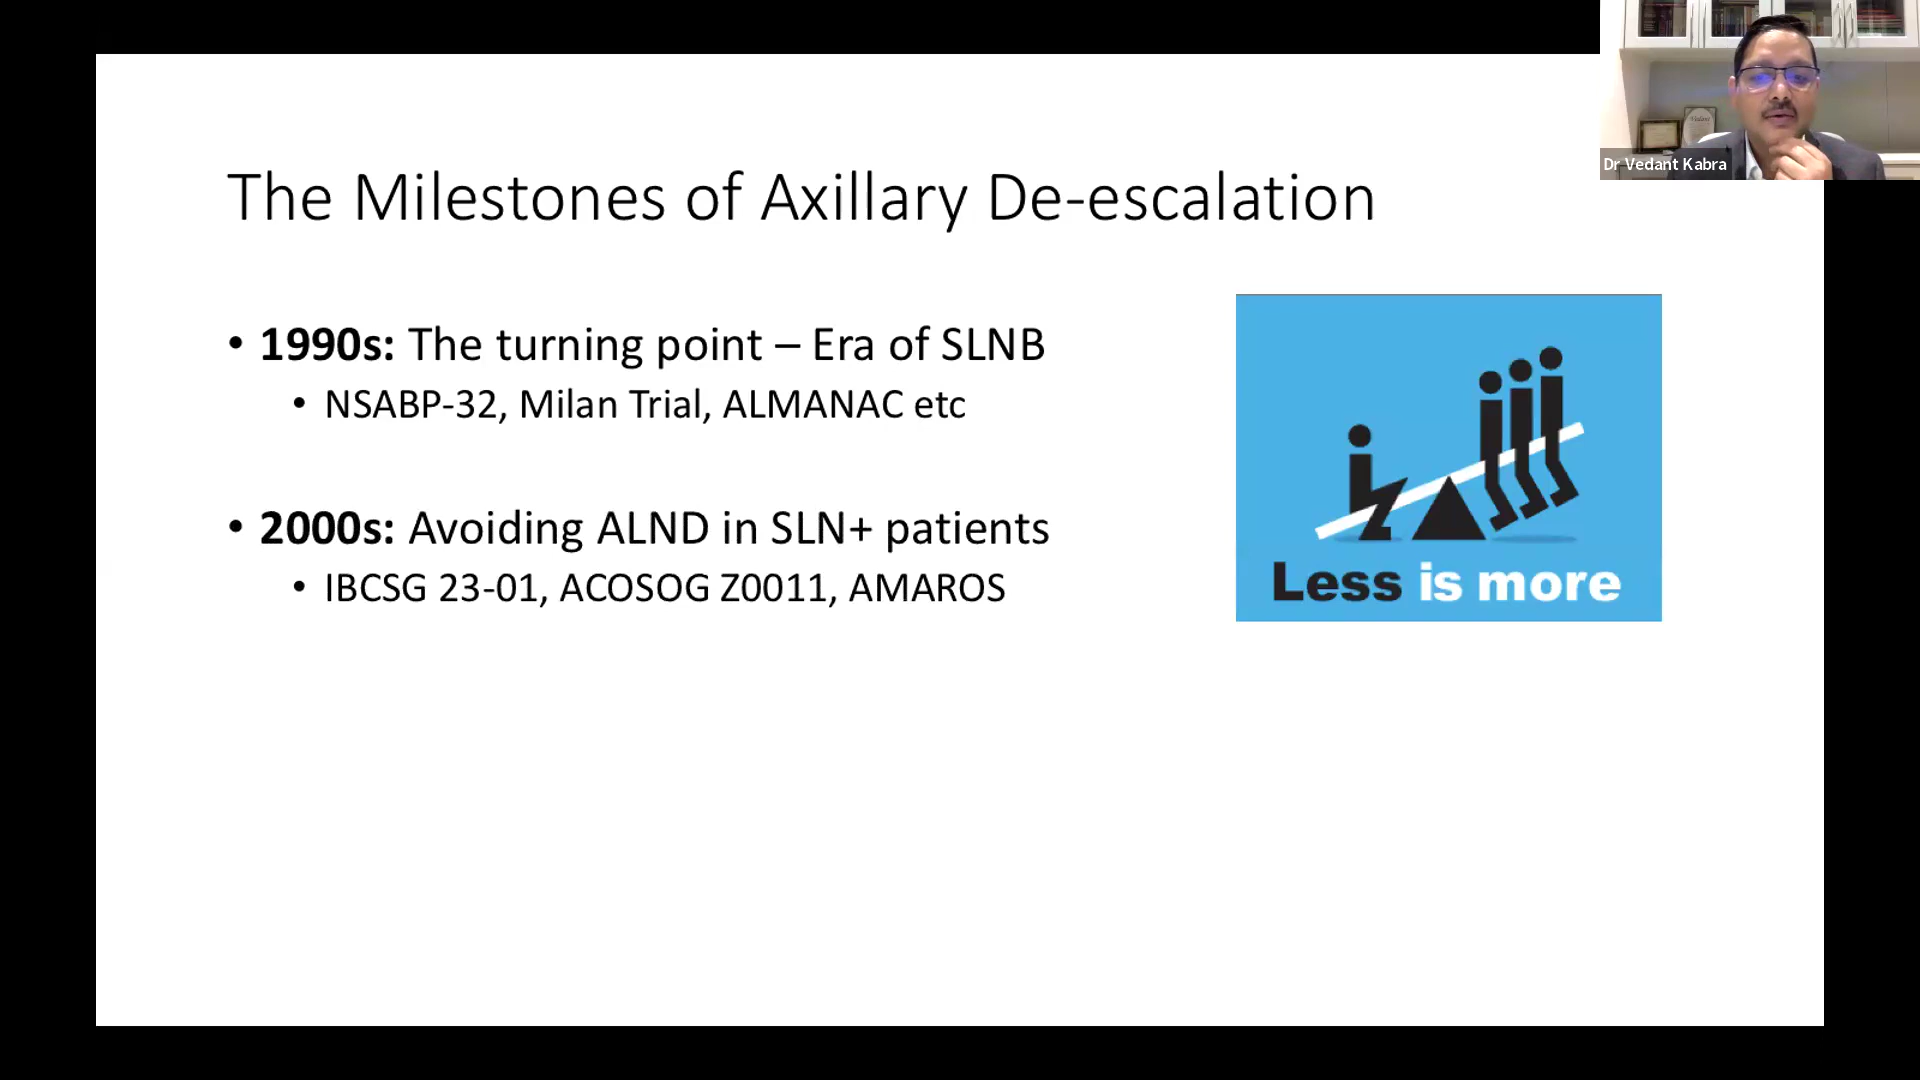 The Milestones of Axillary De-escalation
Dr Vedant Kabra
• 1990s: The turning point – Era of SLNB
• NSABP-32, Milan Trial, ALMANAC etc
• 2000s: Avoiding ALND in SLN+ patients
• IBCSG 23-01, ACOSOG Z0011, AMAROS
Less is more